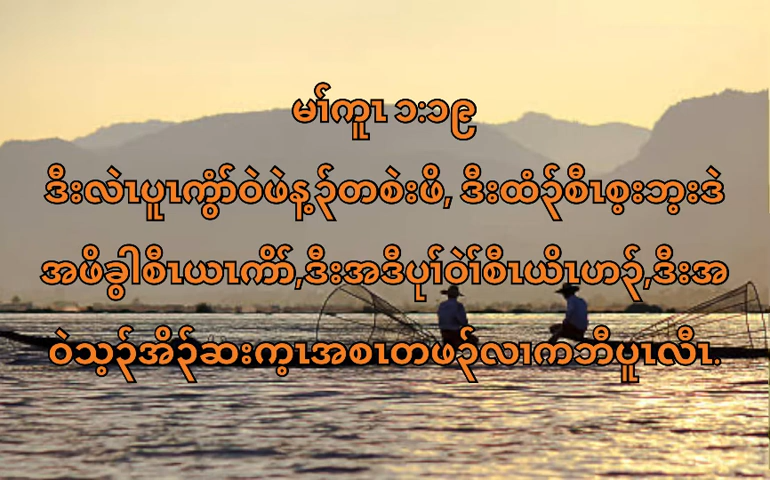 မၢ်ကူၤ ၁:၁၉
ဒီးလဲၤပူၤကွံာ်ဝဲဖဲန့ၣ်တစဲးဖိ, ဒီးထံၣ်စီၤစ့းဘ့းဒဲ
အဖိခွါစီၤယၤကိာ်,ဒီးအဒီပုၢ်ဝဲၢ်စီၤယိၤဟၣ်,ဒီးအ
ဝဲသ့ၣ်အိၣ်ဆးက့ၤအစၤတဖၣ်လၢကဘီပူၤလီၤ.